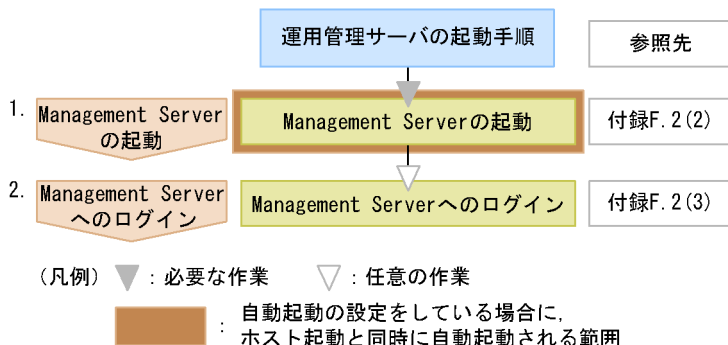 運用管理サーバの起動手順
参照先
1.
Management Server
の起動
Management Serverの起動
付録F.2(2)
2.
Management Server
へのログイン
Management Serverへのログイン
付録F.2(3)
(凡例) ▼ : 必要な作業 ▽ : 任意の作業
: 自動起動の設定をしている場合に,
ホスト起動と同時に自動起動される範囲